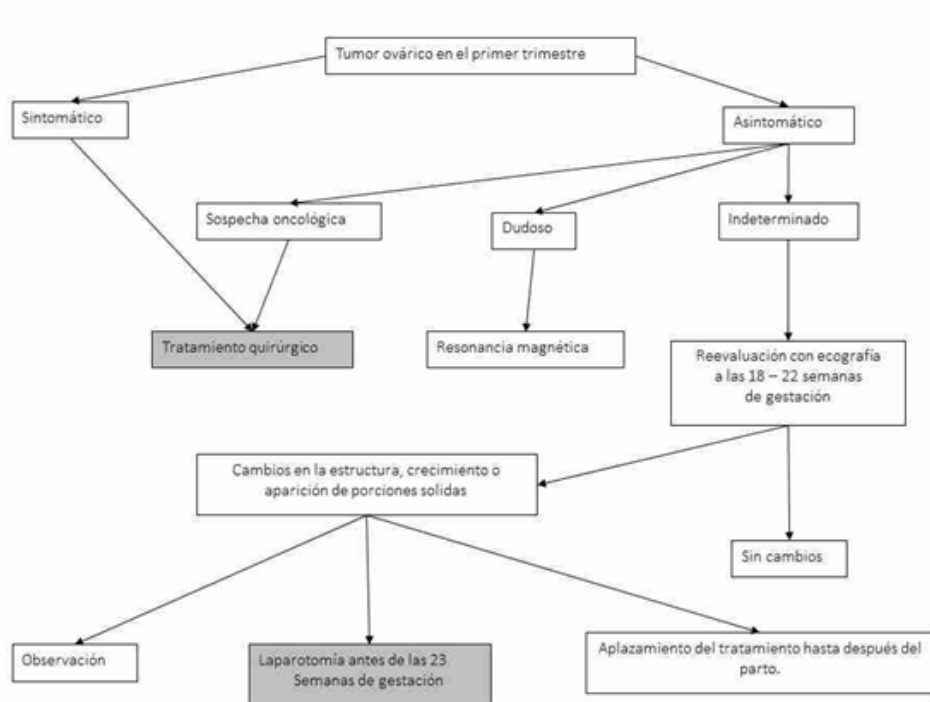 Tumor ovárico en el primer trimestre
Sintomático
Asintomático
Sospecha oncológica
Dudoso
Indeterminado
Tratamiento quirúrgico
Resonancia magnética
Reevaluación con ecografía
a las 18 – 22 semanas
de gestación
Cambios en la estructura, crecimiento o
aparición de porciones solidas
Sin cambios
Observación
Laparotomía antes de las 23
Semanas de gestación
Aplazamiento del tratamiento hasta después del
parto.